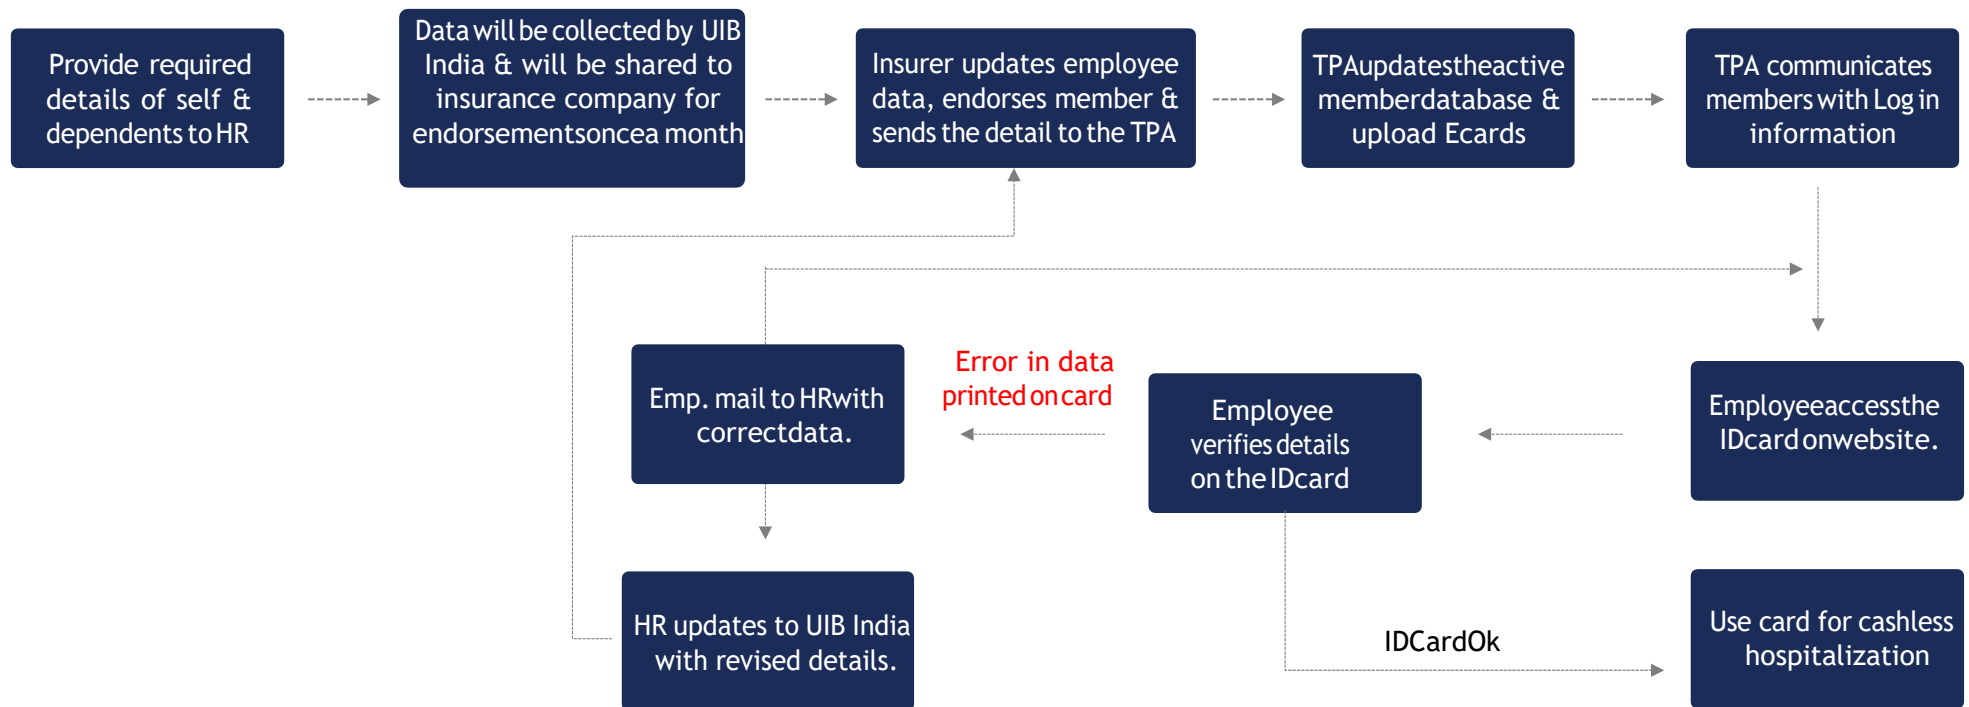 Provide required
details of self &
dependents to HR
Data will be collected by UIB
India & will be shared to
insurance company for
endorsementsoncea month
Insurer updates employee
data, endorses member &
sends the detail to the TPA
TPAupdatestheactive
memberdatabase &
upload Ecards
TPA communicates
members with Log in
information
Error in data
printed on card
Emp. mail to HRwith
correctdata.
Employee
verifies details
on the IDcard
Employeeaccessthe
IDcard onwebsite.
HR updates to UIB India
with revised details.
IDCardOk
Use card for cashless
hospitalization